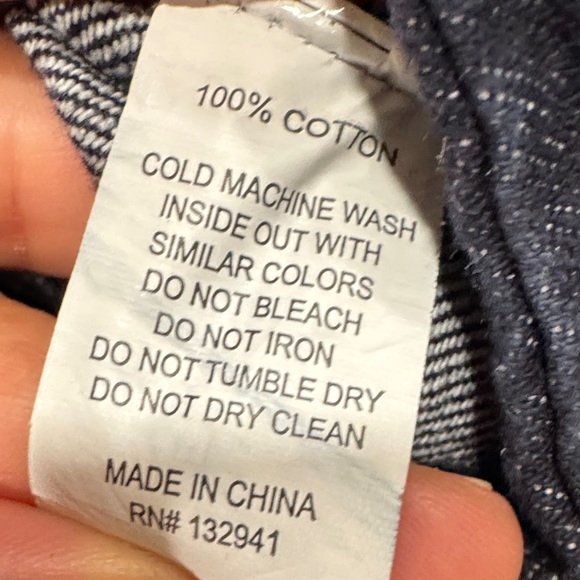 100% COTTON
COLD MACHINE WASH
INSIDE OUT WITH
SIMILAR COLORS
DO NOT BLEACH
DO NOT IRON
DO NOT TUMBLE DRY
DO NOT DRY CLEAN
MADE IN CHINA
RN# 132941